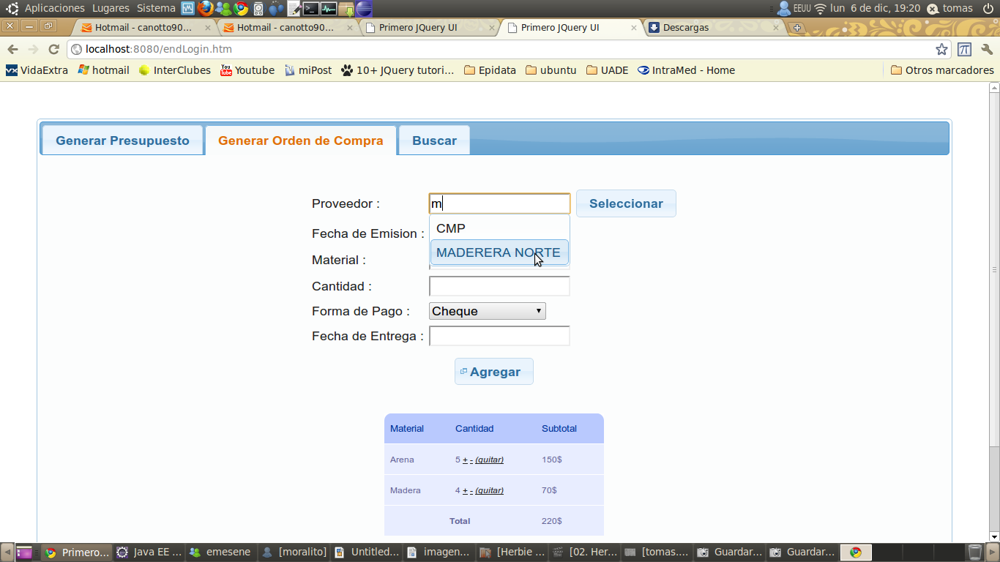 Aplicaciones Lugares Sistema EEUU lun 6 de dic, 19:20 tomas
Hotmail - canotto90... Hotmail - canotto90... Primero JQuery UI Primero JQuery UI Descargas
localhost:8080/endLogin.htm
VidaExtra hotmail InterClubes Youtube miPost 10+ JQuery tutori... Epidata ubuntu UADE IntraMed - Home Otros marcadores
Generar Presupuesto Generar Orden de Compra Buscar
Proveedor : m Seleccionar
CMP
Fecha de Emision :
MADERERA NORTE
Material :
Cantidad :
Forma de Pago : Cheque
Fecha de Entrega :
Agregar
Material Cantidad Subtotal
Arena 5 + - (quitar) 150$
Madera 4 + - (quitar) 70$
Total 220$
Primero... Java EE ... emesene [moralito] Untitled... imagen... [Herbie ... [02. Her... [tomas.... Guardar... Guardar...